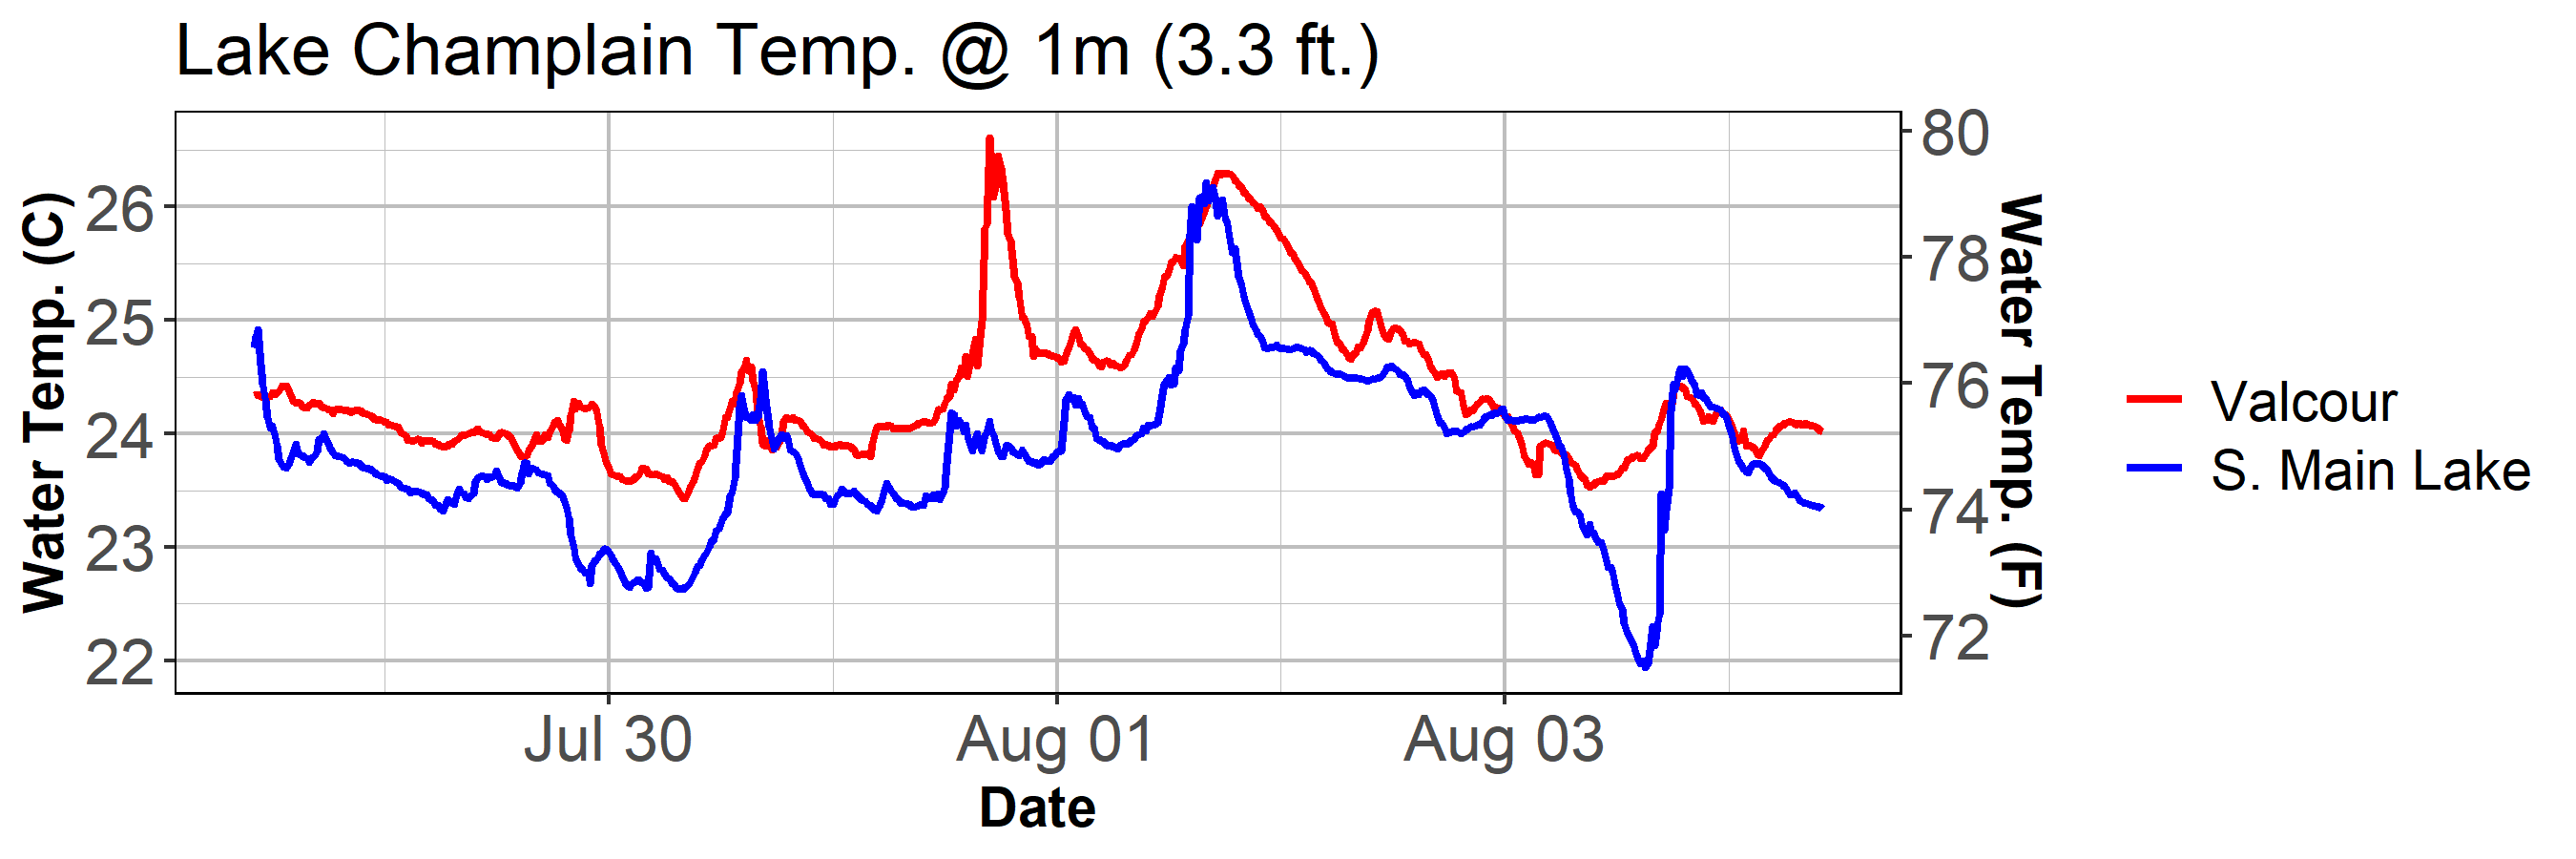 Lake Champlain Temp. @ 1m (3.3 ft.)
Water Temp. (C)
26
25
24
23
22
80
78
76
74
72
Water Temp. (F)
Jul 30
Aug 01
Aug 03
Date
Valcour
S. Main Lake